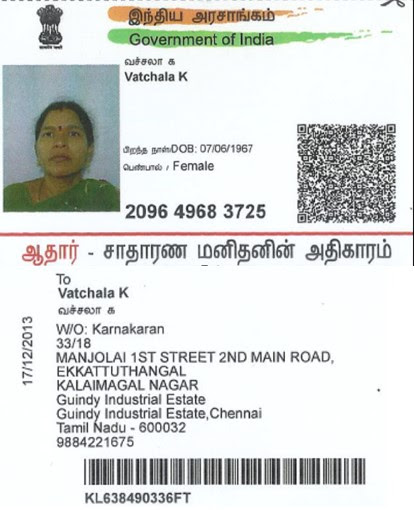 இந்திய அரசாங்கம்
Government of India
வச்சலா க
Vatchala K
பிறந்த நாள்/DOB: 07/06/1967
பெண்பால் / Female
2096 4968 3725
ஆதார் - சாதாரண மனிதனின் அதிகாரம்
To
Vatchala K
வச்சலா க
W/O: Karnakaran
33/18
MANJOLAI 1ST STREET 2ND MAIN ROAD,
EKKATTUTHANGAL
KALAIMAGAL NAGAR
Guindy Industrial Estate
Guindy Industrial Estate,Chennai
Tamil Nadu - 600032
9884221675
17/12/2013
KL638490336FT